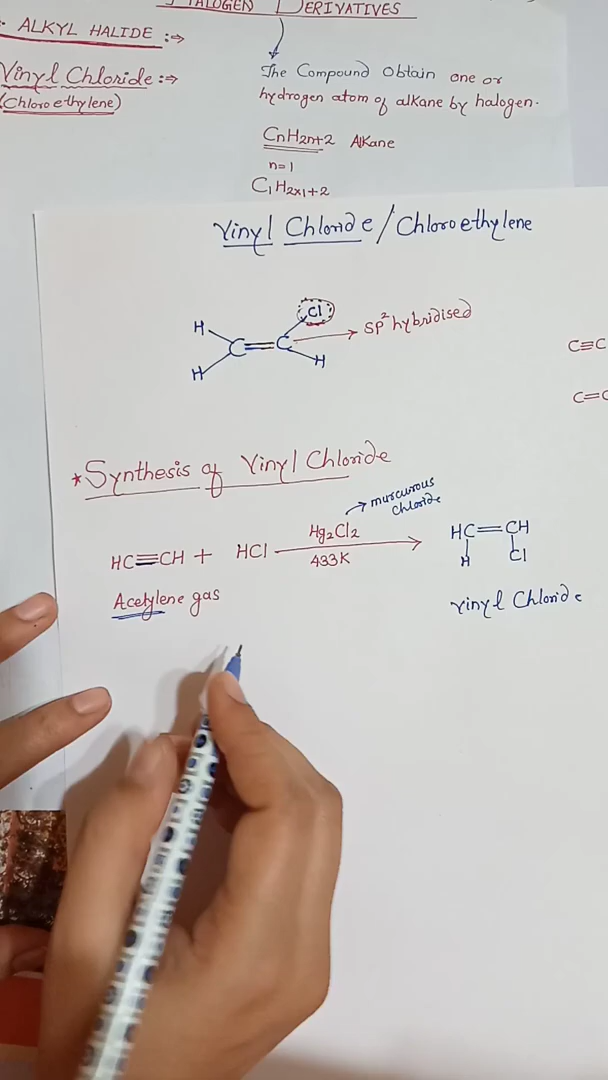 HALOGEN DERIVATIVES
ALKYL HALIDE :⇒
Vinyl Chloride :⇒
(Chloroethylene)
The Compound Obtain one or
hydrogen atom of alkane by halogen.
CnH2n+2 Alkane
n=1
C1H2x1+2
Vinyl Chloride / Chloroethylene
H
Cl
C=C
H
H
SP² hybridised
C≡C
C=C
*Synthesis of Vinyl Chloride
HC≡CH + HCl
Hg2Cl2
433K
murcurous
chloride
HC=CH
H Cl
Acetylene gas
vinyl Chloride